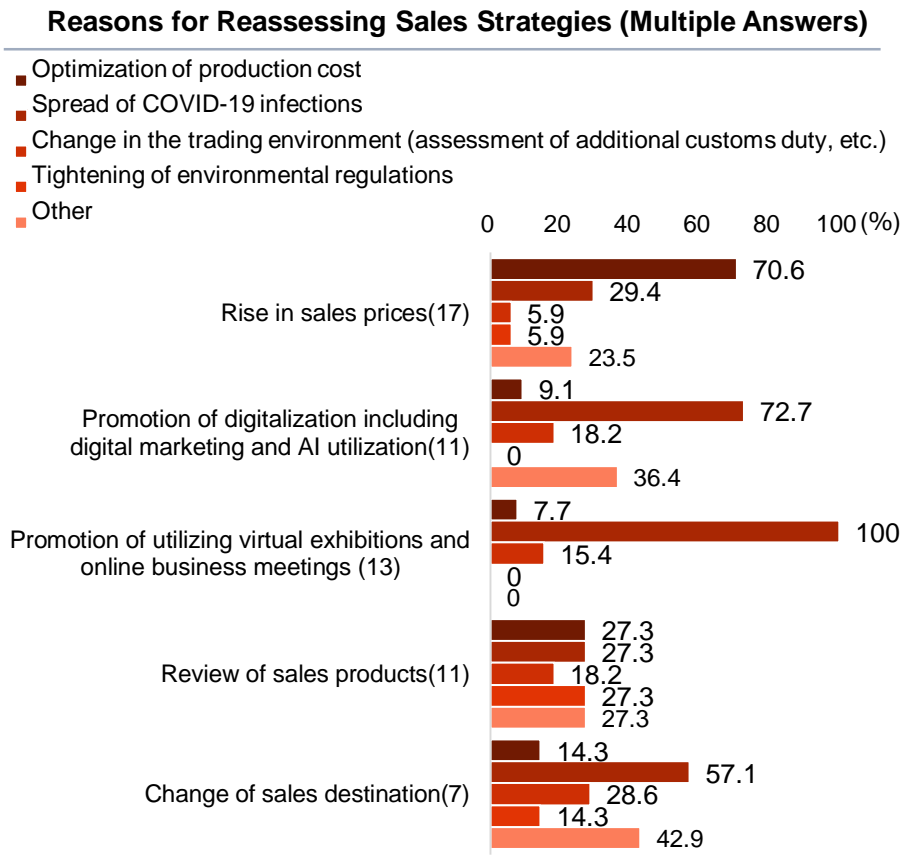 Reasons for Reassessing Sales Strategies (Multiple Answers)
Optimization of production cost
Spread of COVID-19 infections
Change in the trading environment (assessment of additional customs duty, etc.)
Tightening of environmental regulations
Other
0 20 40 60 80 100 (%)
Rise in sales prices(17)
70.6
29.4
5.9
5.9
23.5
Promotion of digitalization including
digital marketing and AI utilization(11)
9.1
72.7
18.2
0
36.4
Promotion of utilizing virtual exhibitions and
online business meetings (13)
7.7
100
15.4
0
0
Review of sales products(11)
27.3
27.3
18.2
27.3
27.3
Change of sales destination(7)
14.3
57.1
28.6
14.3
42.9